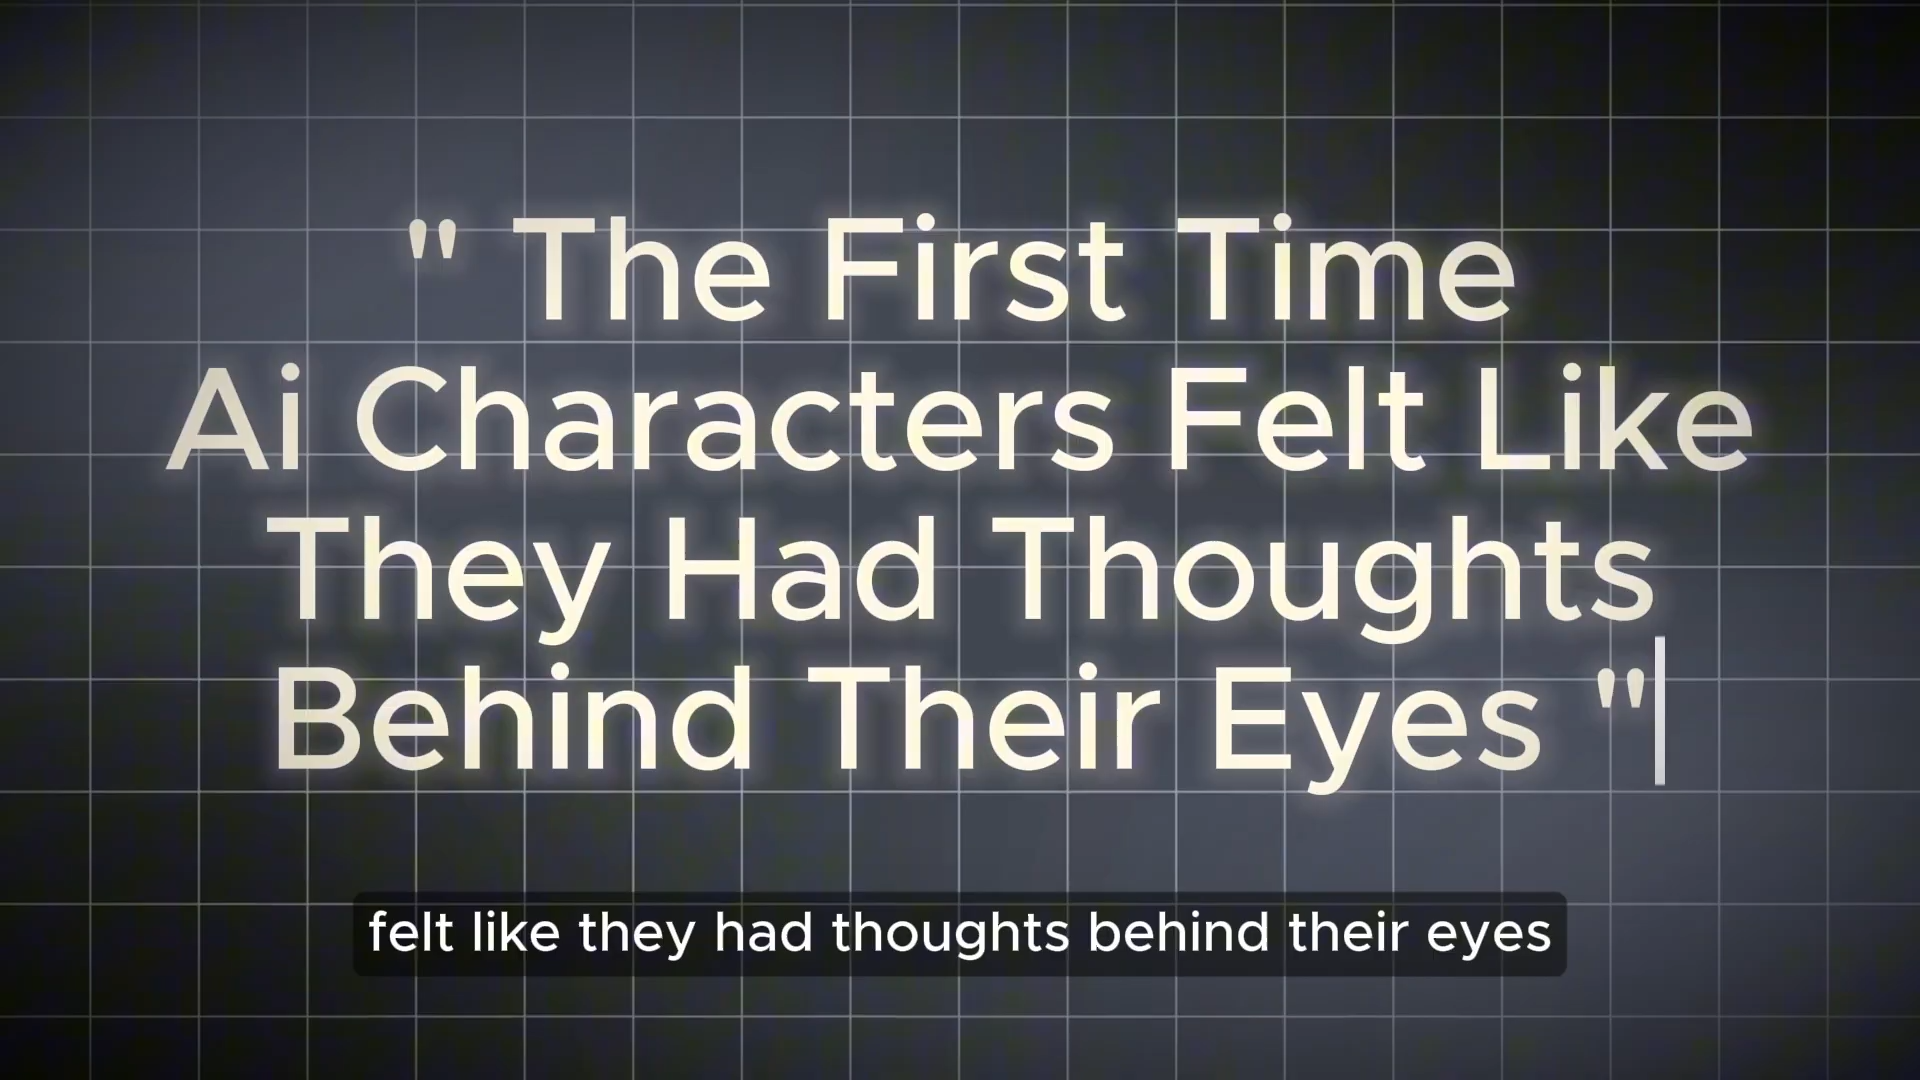 " The First Time
Ai Characters Felt Like
They Had Thoughts
Behind Their Eyes "
felt like they had thoughts behind their eyes